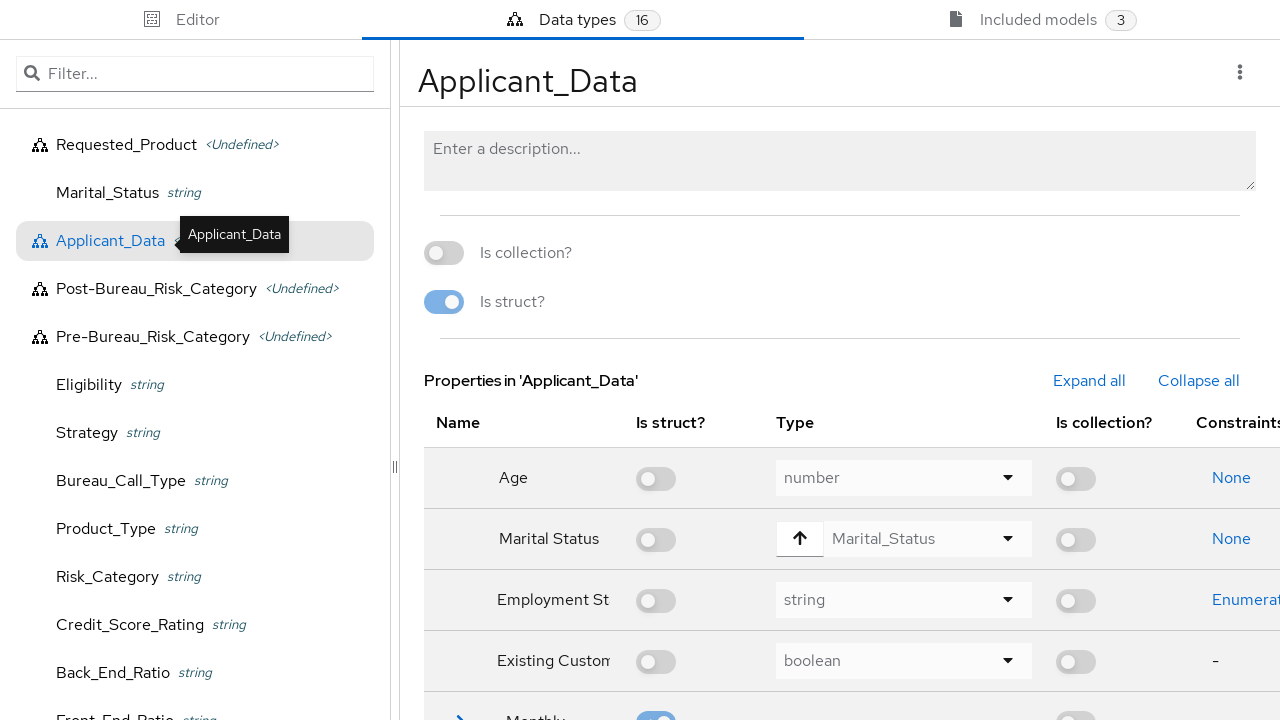 Editor
Data types 16
Included models 3
Filter...
Applicant_Data
Requested_Product <Undefined>
Enter a description...
Marital_Status string
Applicant_Data
Applicant_Data
Is collection?
Post-Bureau_Risk_Category <Undefined>
Is struct?
Pre-Bureau_Risk_Category <Undefined>
Eligibility string
Properties in 'Applicant_Data' Expand all Collapse all
Strategy string
Name Is struct? Type Is collection? Constraints
Bureau_Call_Type string
Age number None
Product_Type string
Marital Status Marital_Status None
Risk_Category string
Employment St string Enumerat
Credit_Score_Rating string
Existing Custom boolean -
Back_End_Ratio string
Front_End_Ratio string
Monthly